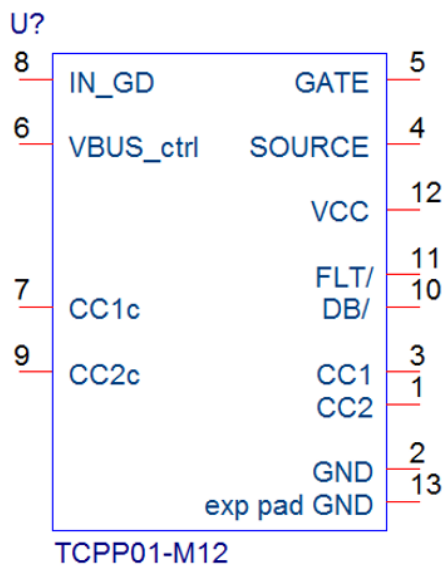 U?
8 IN_GD GATE 5
6 VBUS_ctrl SOURCE 4
VCC 12
FLT/ 11
7 CC1c DB/ 10
9 CC2c CC1 3
CC2 1
GND 2
exp pad GND 13
TCPP01-M12